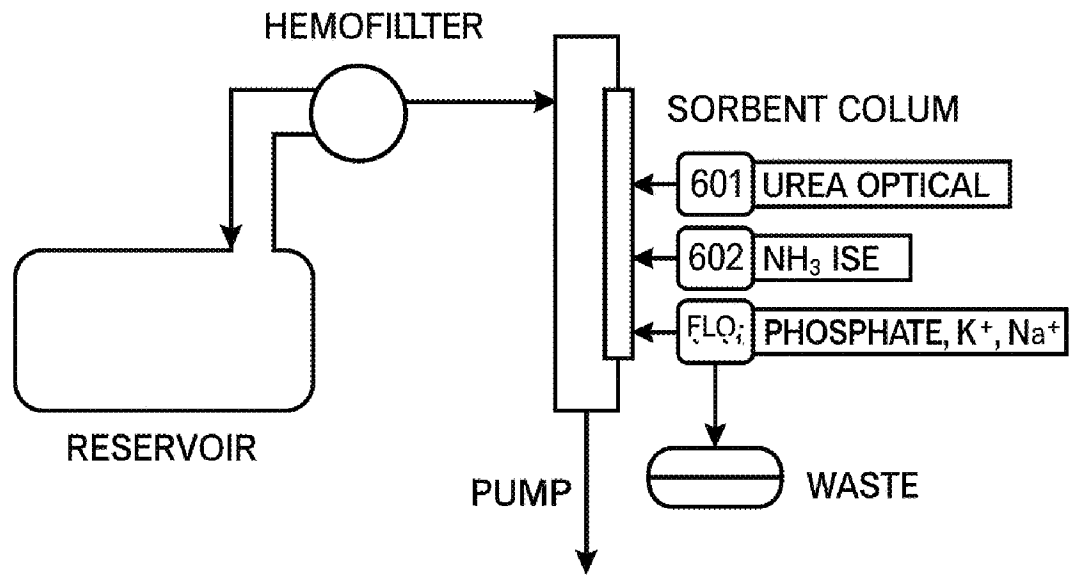 HEMOFILLTER
SORBENT COLUM
601 UREA OPTICAL
602 NH₃ ISE
PHOSPHATE, K⁺, Na⁺
RESERVOIR
PUMP
WASTE